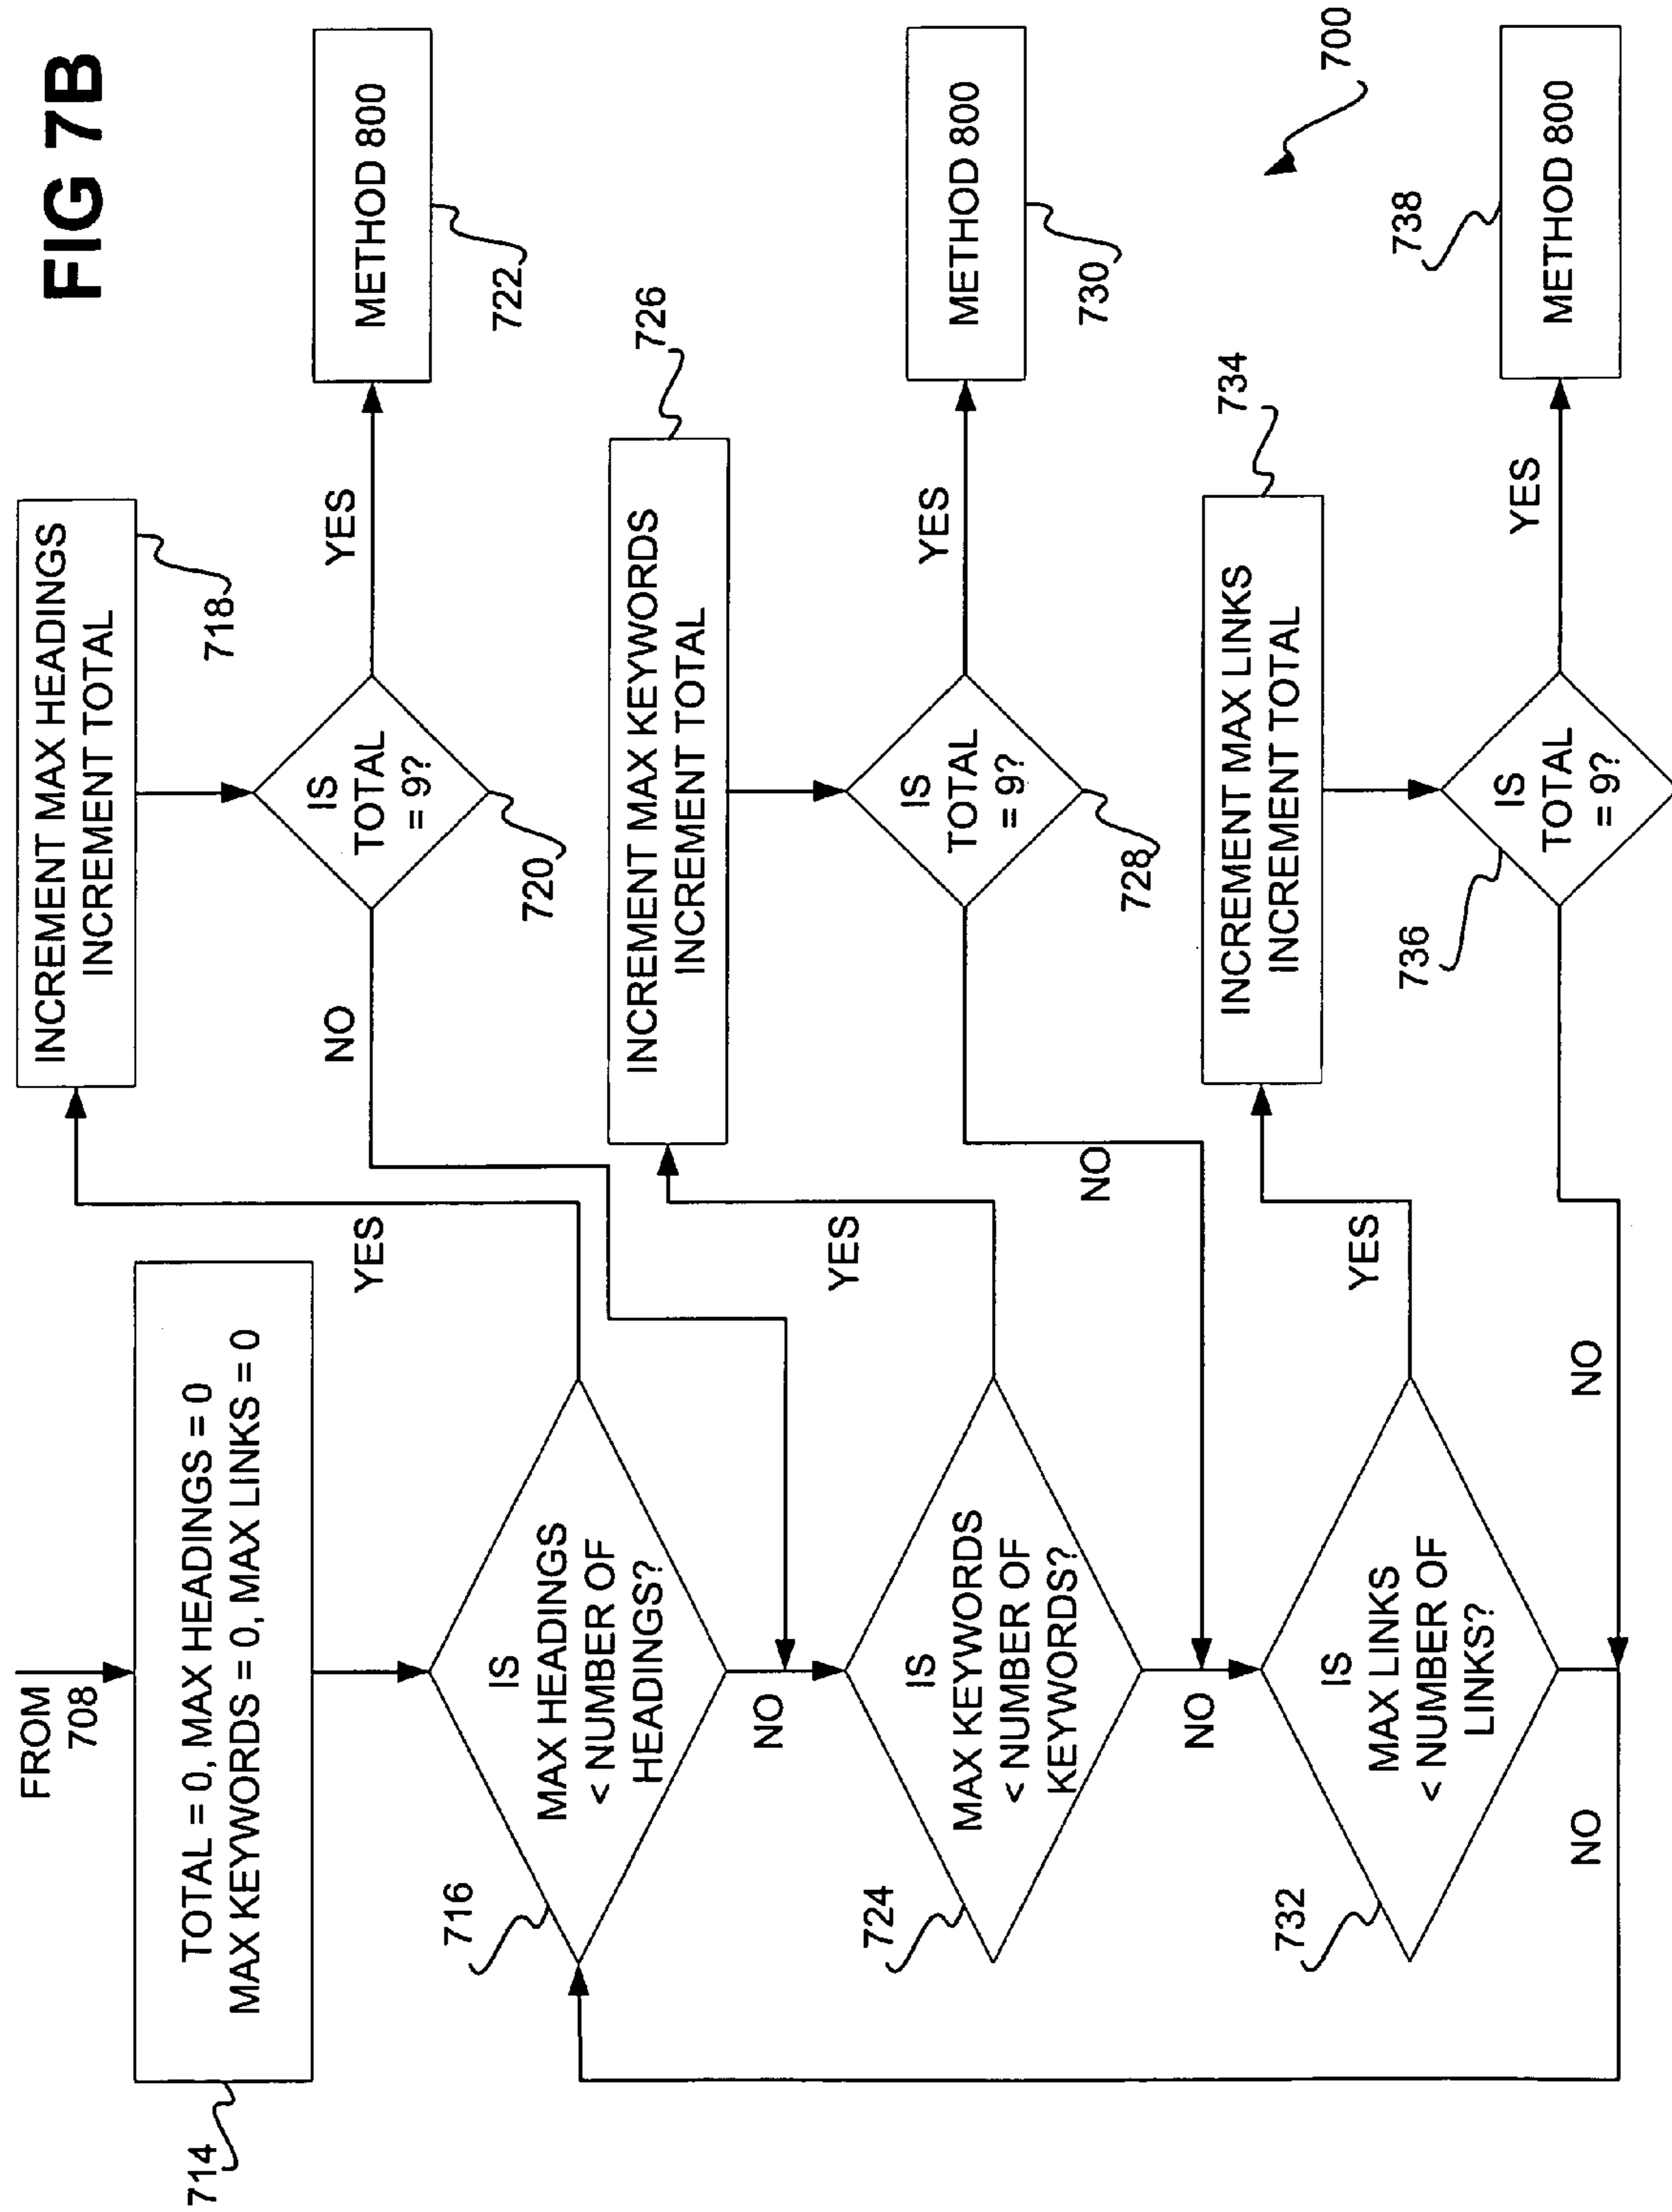 FIG 7B
FROM
708
TOTAL = 0, MAX HEADINGS = 0
MAX KEYWORDS = 0, MAX LINKS = 0
714
IS
MAX HEADINGS
< NUMBER OF
HEADINGS?
716
YES
NO
INCREMENT MAX HEADINGS
INCREMENT TOTAL
718
IS
TOTAL
= 9?
720
NO
YES
METHOD 800
722
IS
MAX KEYWORDS
< NUMBER OF
KEYWORDS?
724
YES
NO
INCREMENT MAX KEYWORDS
INCREMENT TOTAL
726
IS
TOTAL
= 9?
728
NO
YES
METHOD 800
730
IS
MAX LINKS
< NUMBER OF
LINKS?
732
YES
NO
INCREMENT MAX LINKS
INCREMENT TOTAL
734
IS
TOTAL
= 9?
736
NO
YES
METHOD 800
738
700